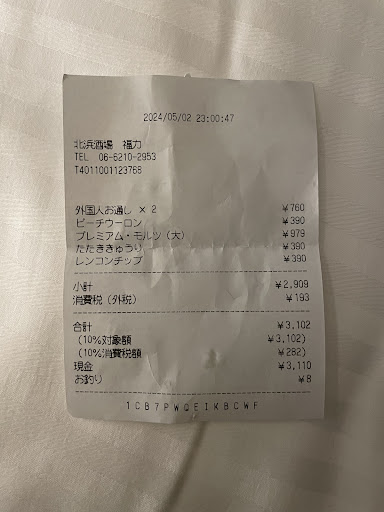 2024/05/02 23:00:47
北浜酒場 福力
TEL 06-6210-2953
T4011001123768
外国人お通し × 2 ¥760
ピーチウーロン ¥390
プレミアム・モルツ（大） ¥979
たたききゅうり ¥390
レンコンチップ ¥390
小計 ¥2,909
消費税（外税） ¥193
合計 ¥3,102
(10%対象額 ¥3,102)
(10%消費税額 ¥282)
現金 ¥3,110
お釣り ¥8
1CB7PWQEIKBCWF